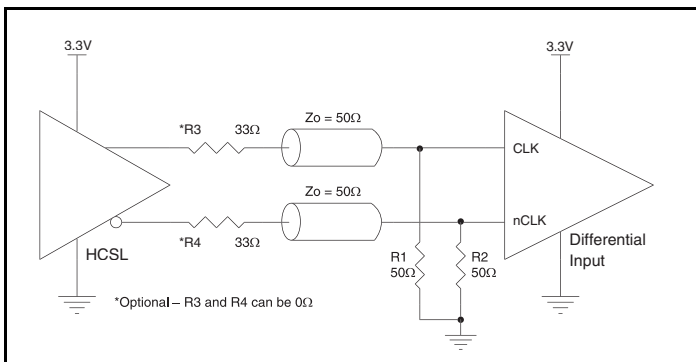 3.3V
3.3V
*R3 33Ω
Zo = 50Ω
CLK
Zo = 50Ω
nCLK
*R4 33Ω
HCSL
R1
50Ω
R2
50Ω
Differential
Input
*Optional – R3 and R4 can be 0Ω